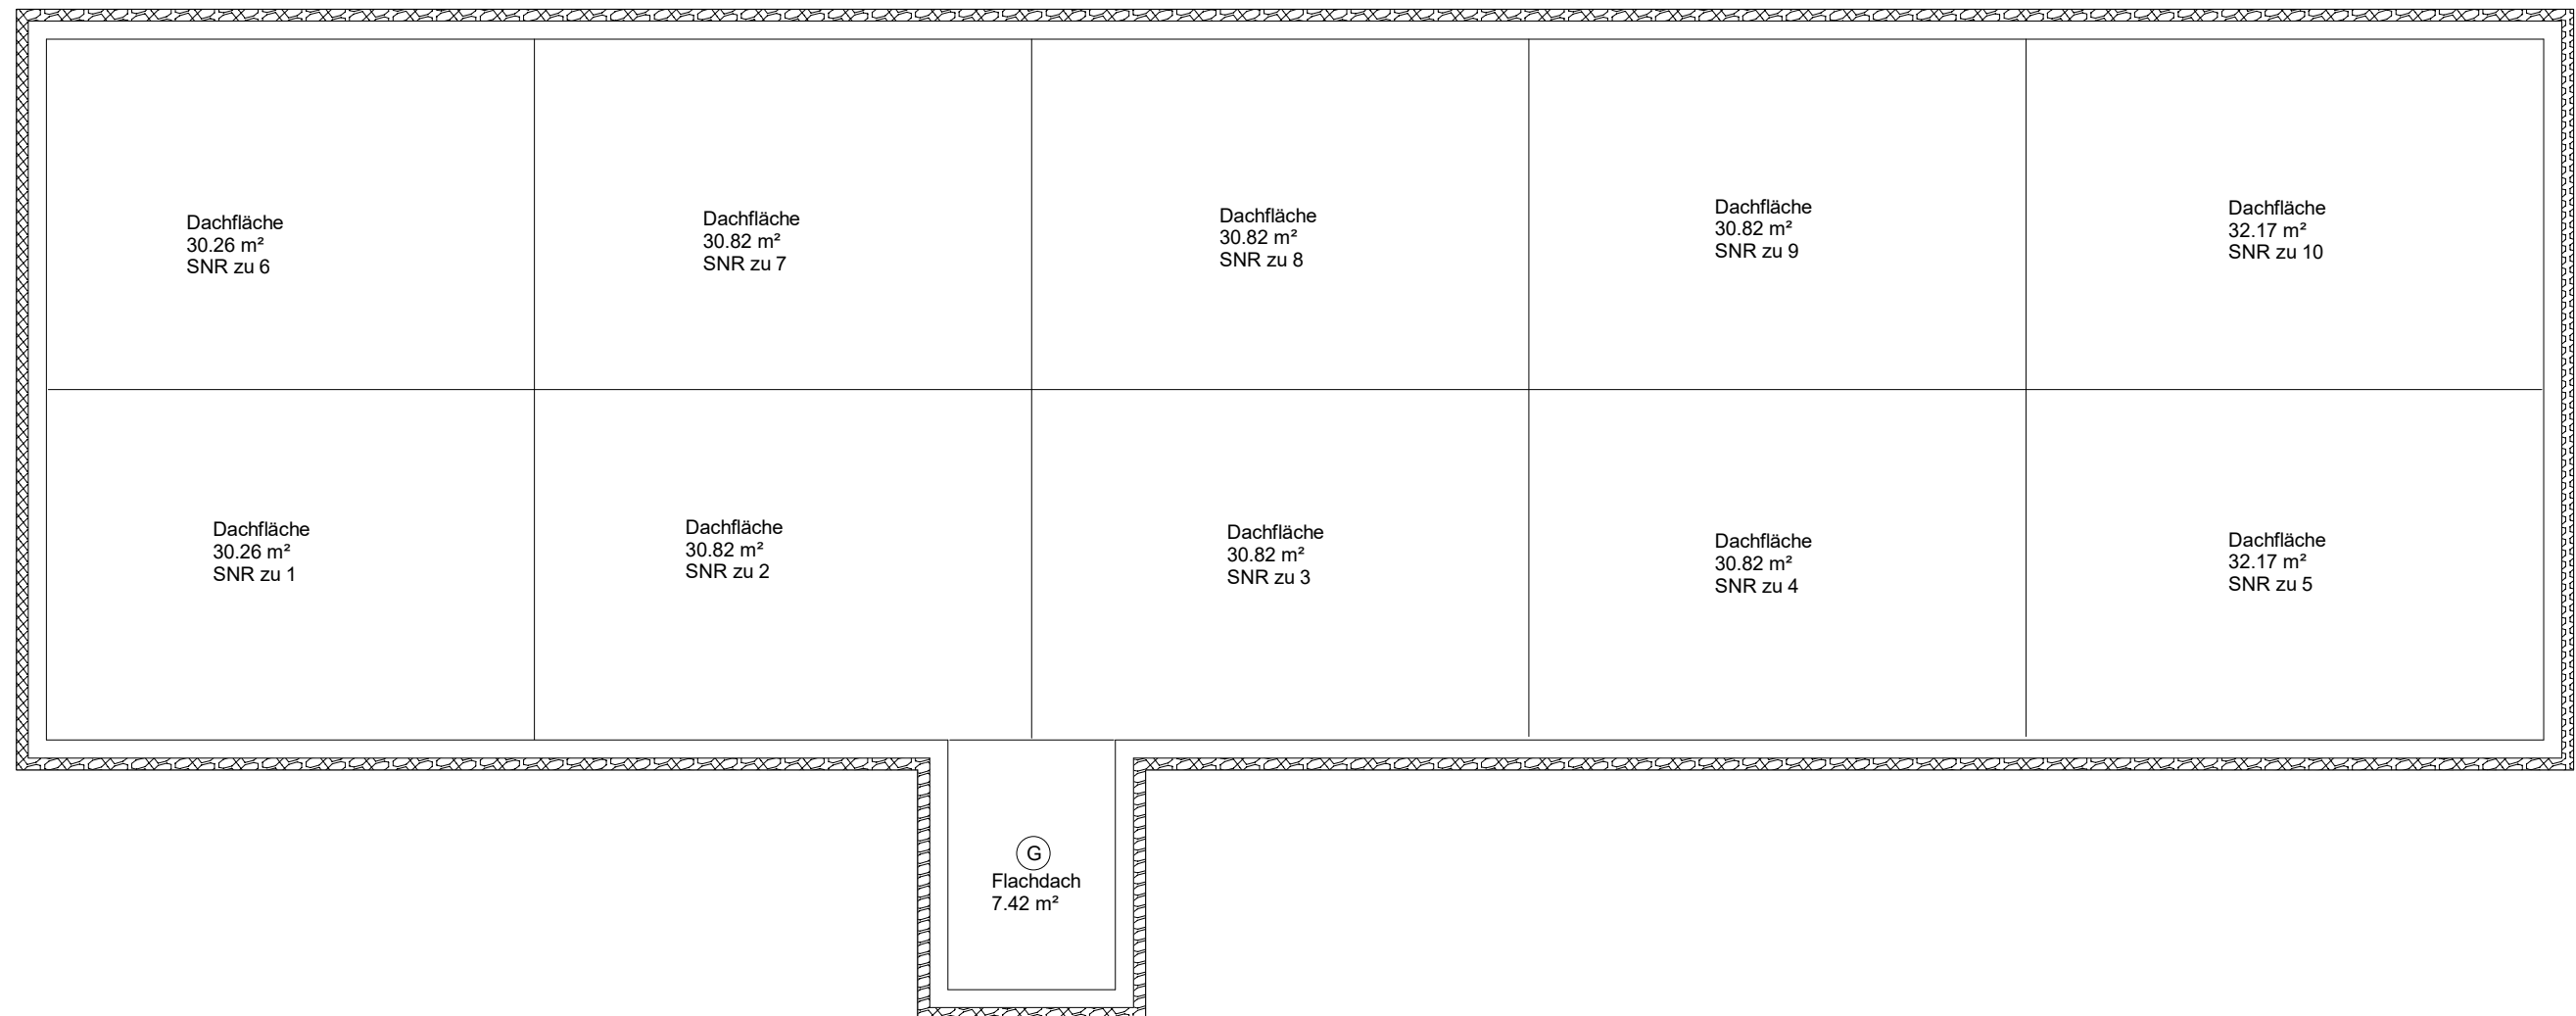 Dachfläche
30.26 m²
SNR zu 6
Dachfläche
30.82 m²
SNR zu 7
Dachfläche
30.82 m²
SNR zu 8
Dachfläche
30.82 m²
SNR zu 9
Dachfläche
32.17 m²
SNR zu 10
Dachfläche
30.26 m²
SNR zu 1
Dachfläche
30.82 m²
SNR zu 2
Dachfläche
30.82 m²
SNR zu 3
Dachfläche
30.82 m²
SNR zu 4
Dachfläche
32.17 m²
SNR zu 5
G
Flachdach
7.42 m²